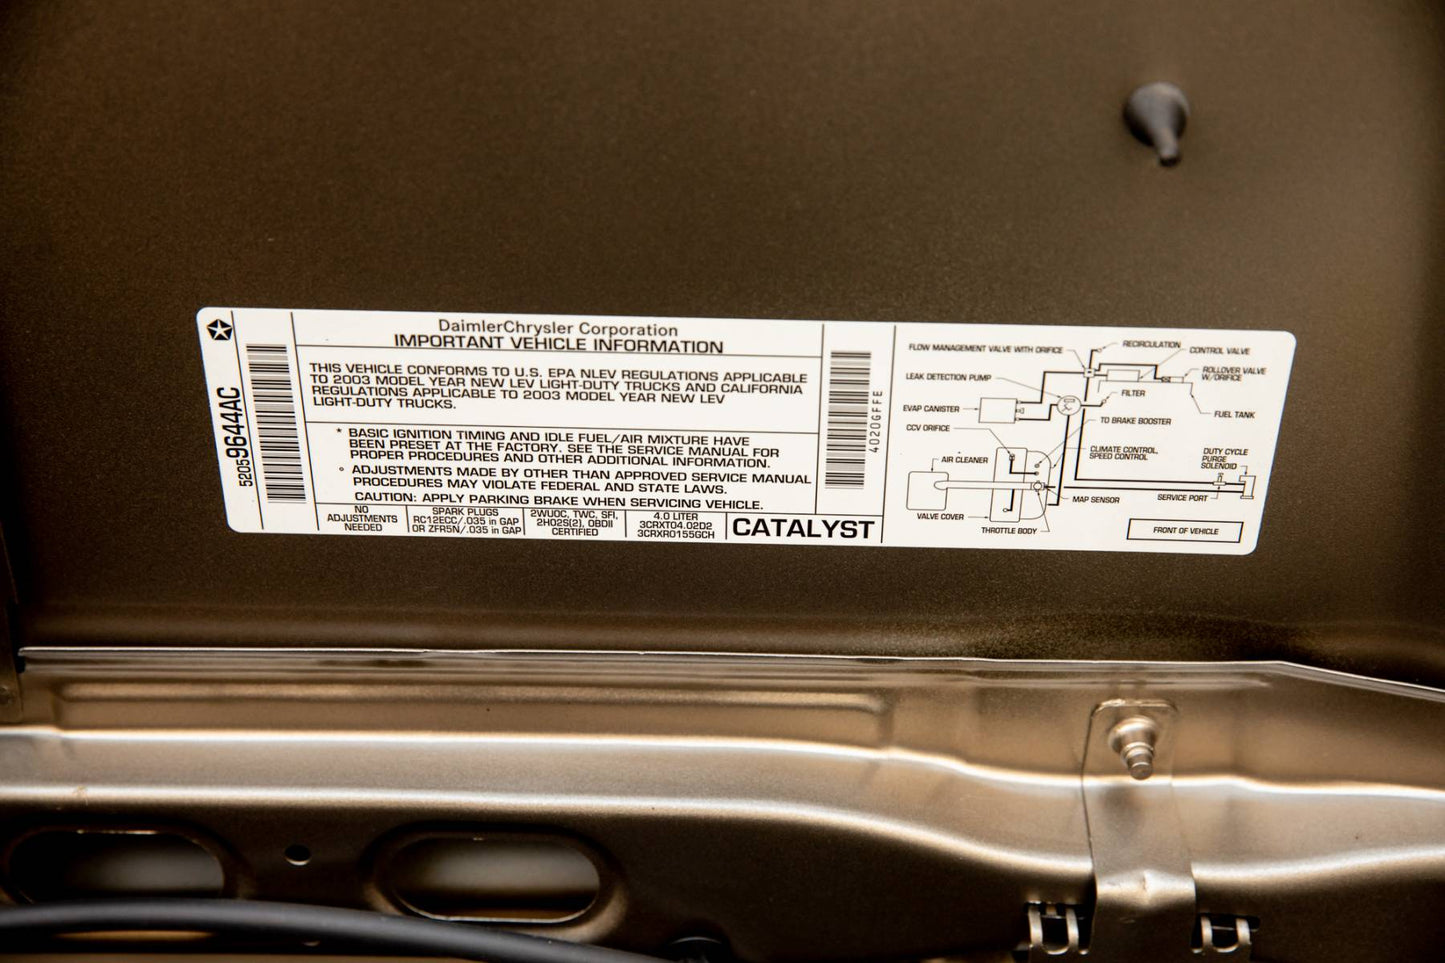 52059644AC
DaimlerChrysler Corporation
IMPORTANT VEHICLE INFORMATION
THIS VEHICLE CONFORMS TO U.S. EPA NLEV REGULATIONS APPLICABLE
TO 2003 MODEL YEAR NEW LEV LIGHT-DUTY TRUCKS AND CALIFORNIA
REGULATIONS APPLICABLE TO 2003 MODEL YEAR NEW LEV
LIGHT-DUTY TRUCKS.
* BASIC IGNITION TIMING AND IDLE FUEL/AIR MIXTURE HAVE
BEEN PRESET AT THE FACTORY. SEE THE SERVICE MANUAL FOR
PROPER PROCEDURES AND OTHER ADDITIONAL INFORMATION.
° ADJUSTMENTS MADE BY OTHER THAN APPROVED SERVICE MANUAL
PROCEDURES MAY VIOLATE FEDERAL AND STATE LAWS.
CAUTION: APPLY PARKING BRAKE WHEN SERVICING VEHICLE.
NO
ADJUSTMENTS
NEEDED
SPARK PLUGS
RC12ECC/.035 in GAP
OR ZFR5N/.035 in GAP
2WU0C, TWC, SFI,
2HO2S(2), OBDII
CERTIFIED
4.0 LITER
3CRXT04.02D2
3CRXR0155GCH
CATALYST
4020GFFE
FLOW MANAGEMENT VALVE WITH ORIFICE
RECIRCULATION
CONTROL VALVE
LEAK DETECTION PUMP
ROLLOVER VALVE
W/ORIFICE
FILTER
EVAP CANISTER
FUEL TANK
TO BRAKE BOOSTER
CCV ORIFICE
CLIMATE CONTROL,
SPEED CONTROL
DUTY CYCLE
PURGE
SOLENOID
AIR CLEANER
MAP SENSOR
SERVICE PORT
VALVE COVER
THROTTLE BODY
FRONT OF VEHICLE